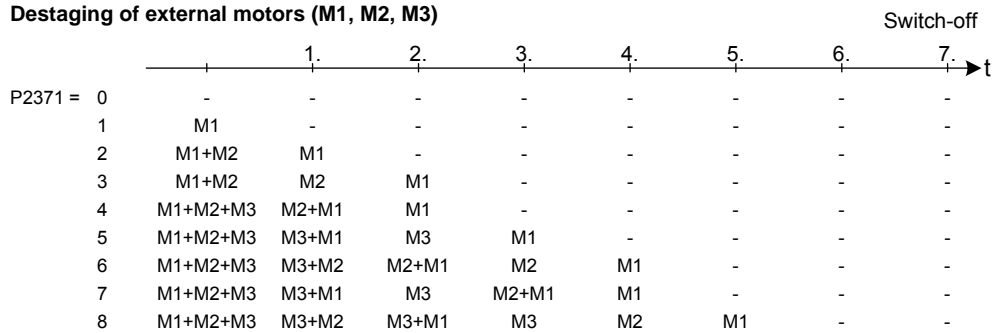 Destaging of external motors (M1, M2, M3)
Switch-off
1. 2. 3. 4. 5. 6. 7.
t
P2371 = 0 - - - - - - - -
1 M1 - - - - - - -
2 M1+M2 M1 - - - - - -
3 M1+M2 M2 M1 - - - - -
4 M1+M2+M3 M2+M1 M1 - - - - -
5 M1+M2+M3 M3+M1 M3 M1 - - - -
6 M1+M2+M3 M3+M2 M2+M1 M2 M1 - - -
7 M1+M2+M3 M3+M1 M3 M2+M1 M1 - - -
8 M1+M2+M3 M3+M2 M3+M1 M3 M2 M1 - -